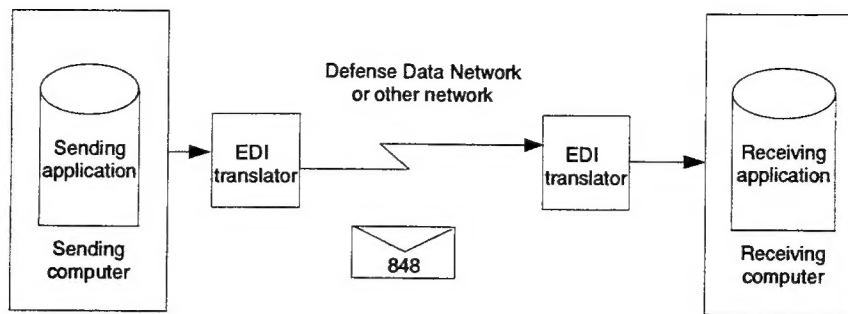 Defense Data Network
or other network
Sending
application
EDI
translator
EDI
translator
Receiving
application
Sending
computer
848
Receiving
computer